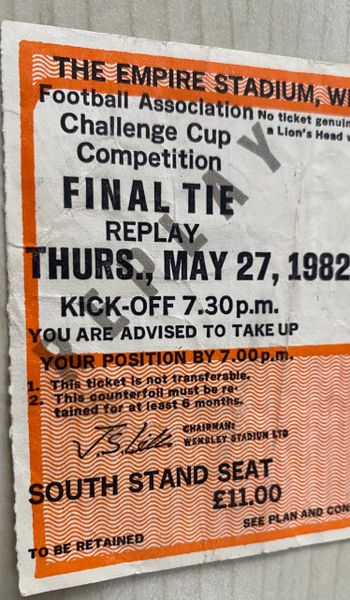 THE EMPIRE STADIUM, WE
Football Association
Challenge Cup
Competition
No ticket genuin
a Lion's Head w
FINAL TIE
REPLAY
REPLAY
THURS., MAY 27, 1982
KICK-OFF 7.30 p.m.
YOU ARE ADVISED TO TAKE UP
YOUR POSITION BY 7.00 p.m.
1. This ticket is not transferable.
2. This counterfoil must be re-
tained for at least 6 months.
CHAIRMAN:
WEMBLEY STADIUM LTD
SOUTH STAND SEAT
£11.00
SEE PLAN AND CON
TO BE RETAINED